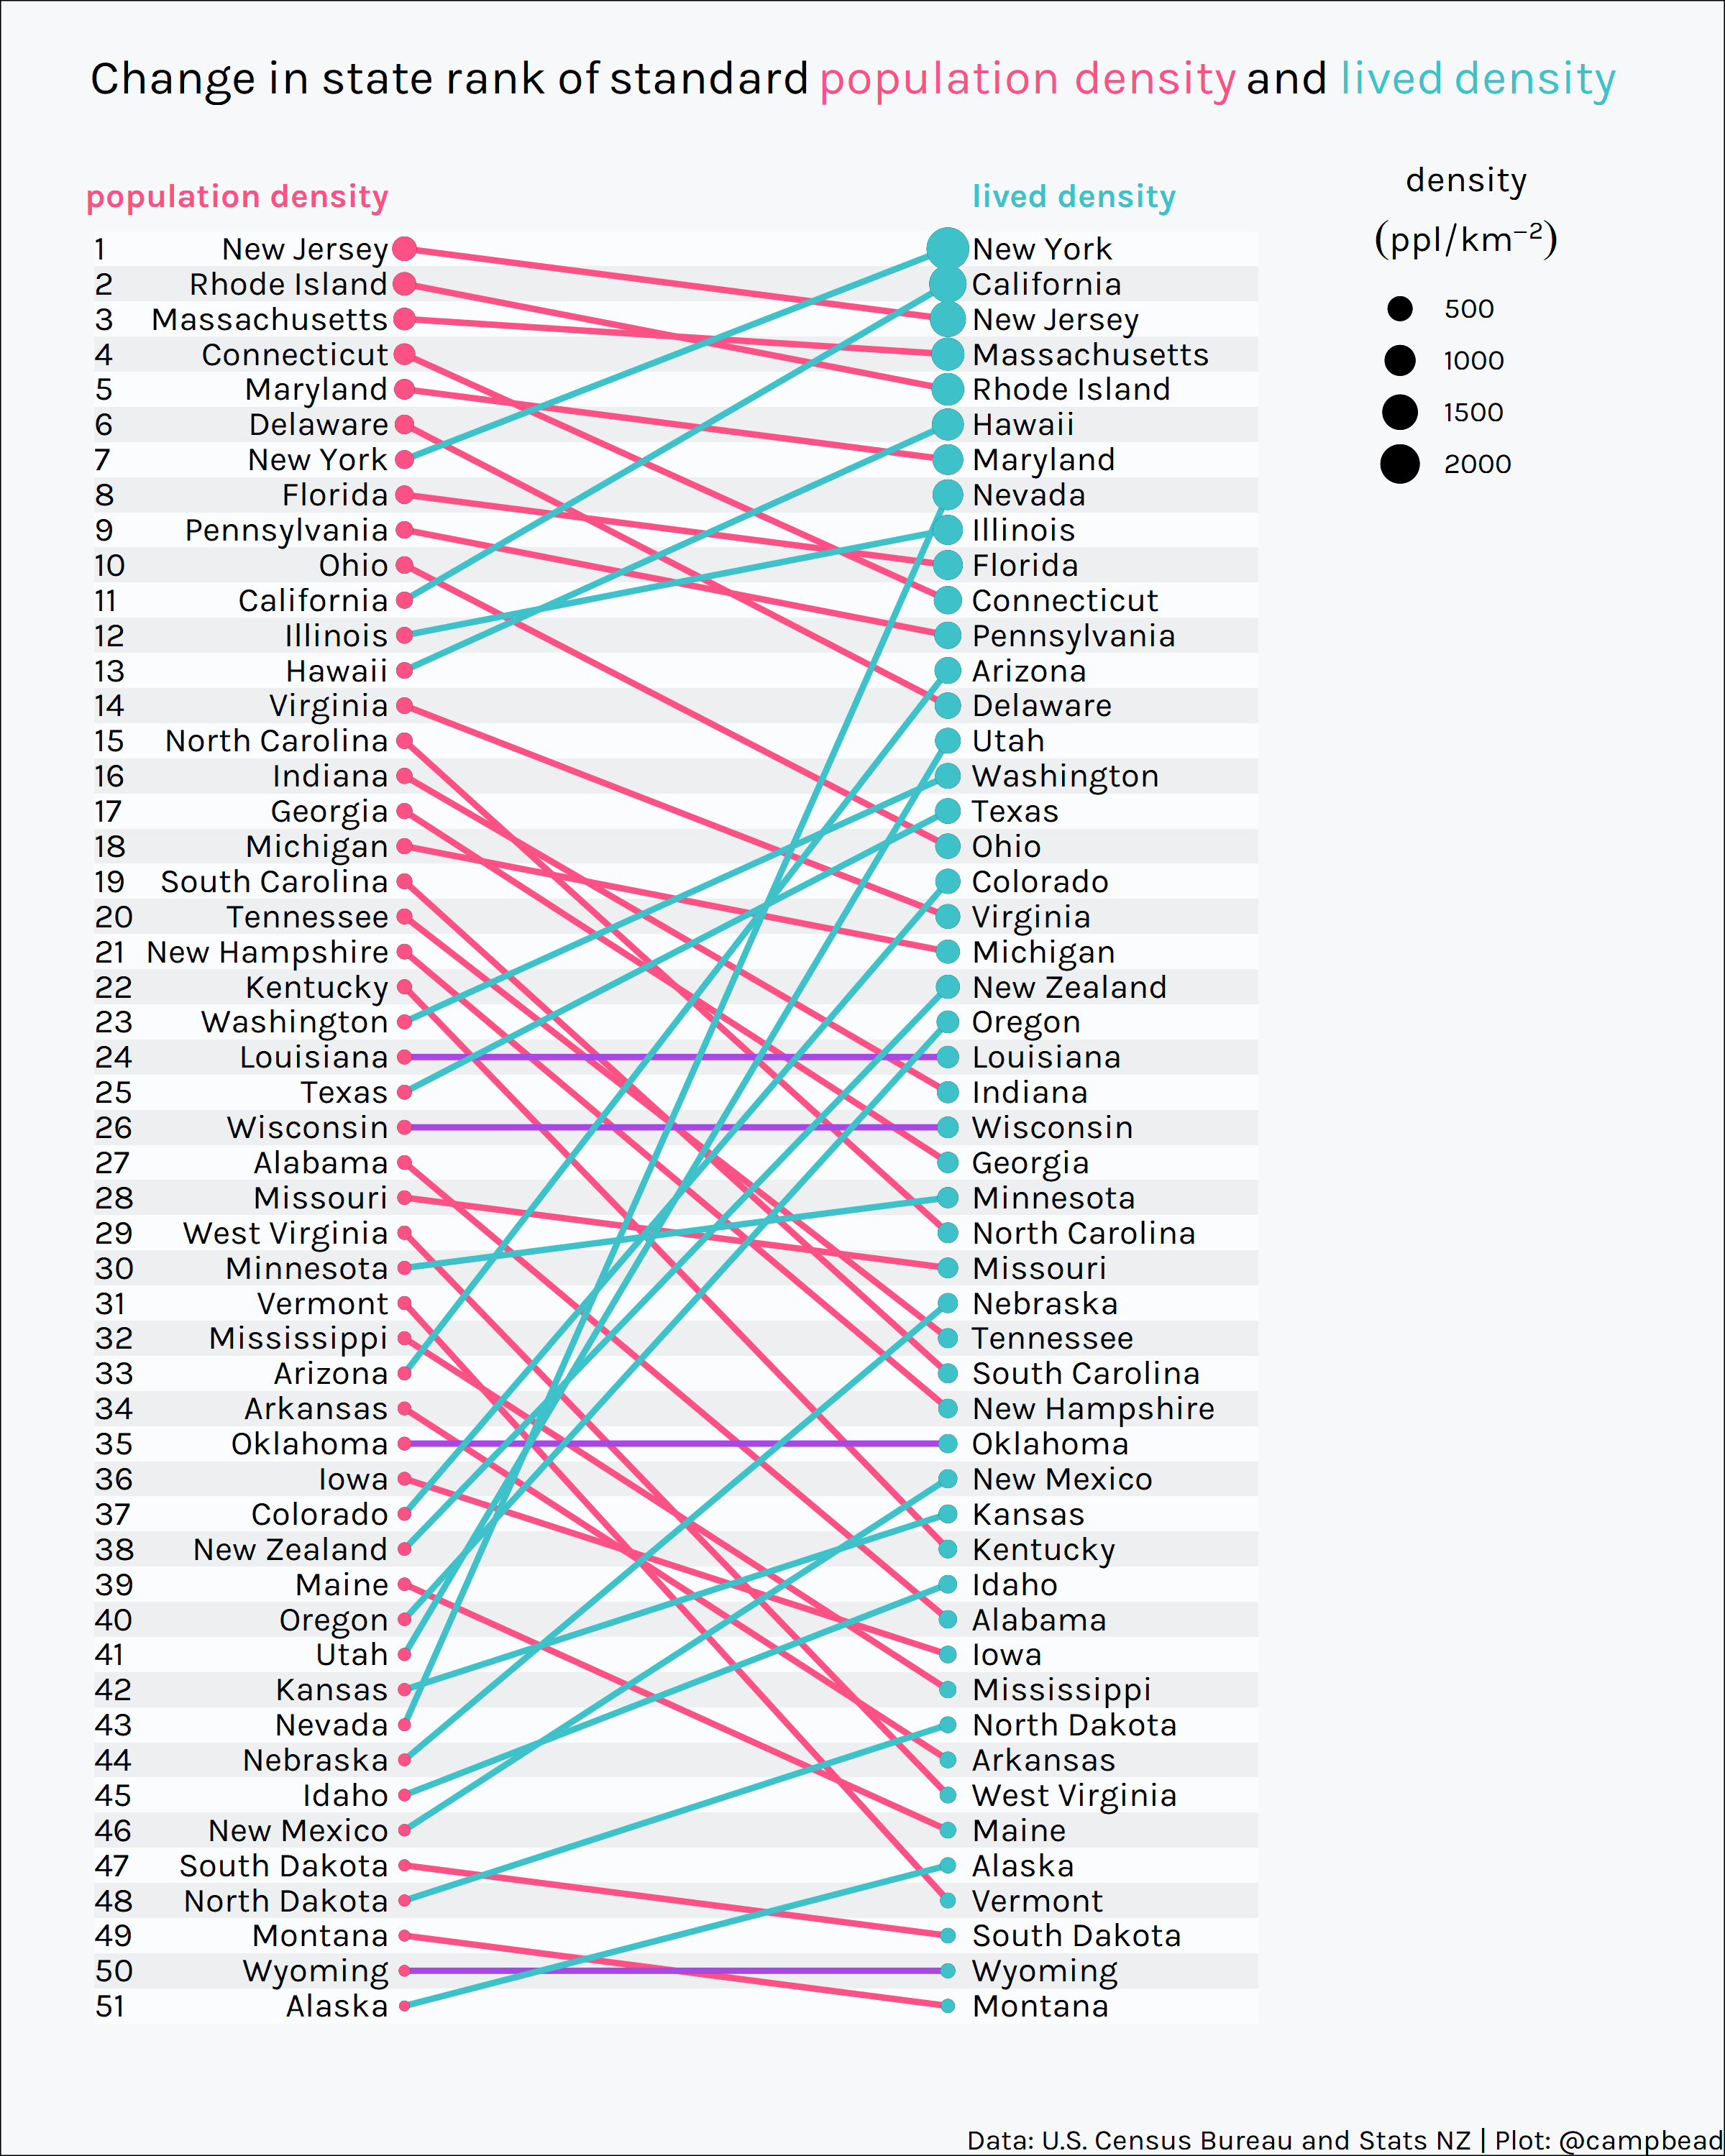 Change in state rank of standard population density and lived density
population density lived density
density
(ppl/km⁻²)
500
1000
1500
2000
1 New Jersey New York
2 Rhode Island California
3 Massachusetts New Jersey
4 Connecticut Massachusetts
5 Maryland Rhode Island
6 Delaware Hawaii
7 New York Maryland
8 Florida Nevada
9 Pennsylvania Illinois
10 Ohio Florida
11 California Connecticut
12 Illinois Pennsylvania
13 Hawaii Arizona
14 Virginia Delaware
15 North Carolina Utah
16 Indiana Washington
17 Georgia Texas
18 Michigan Ohio
19 South Carolina Colorado
20 Tennessee Virginia
21 New Hampshire Michigan
22 Kentucky New Zealand
23 Washington Oregon
24 Louisiana Louisiana
25 Texas Indiana
26 Wisconsin Wisconsin
27 Alabama Georgia
28 Missouri Minnesota
29 West Virginia North Carolina
30 Minnesota Missouri
31 Vermont Nebraska
32 Mississippi Tennessee
33 Arizona South Carolina
34 Arkansas New Hampshire
35 Oklahoma Oklahoma
36 Iowa New Mexico
37 Colorado Kansas
38 New Zealand Kentucky
39 Maine Idaho
40 Oregon Alabama
41 Utah Iowa
42 Kansas Mississippi
43 Nevada North Dakota
44 Nebraska Arkansas
45 Idaho West Virginia
46 New Mexico Maine
47 South Dakota Alaska
48 North Dakota Vermont
49 Montana South Dakota
50 Wyoming Wyoming
51 Alaska Montana
Data: U.S. Census Bureau and Stats NZ | Plot: @campbead